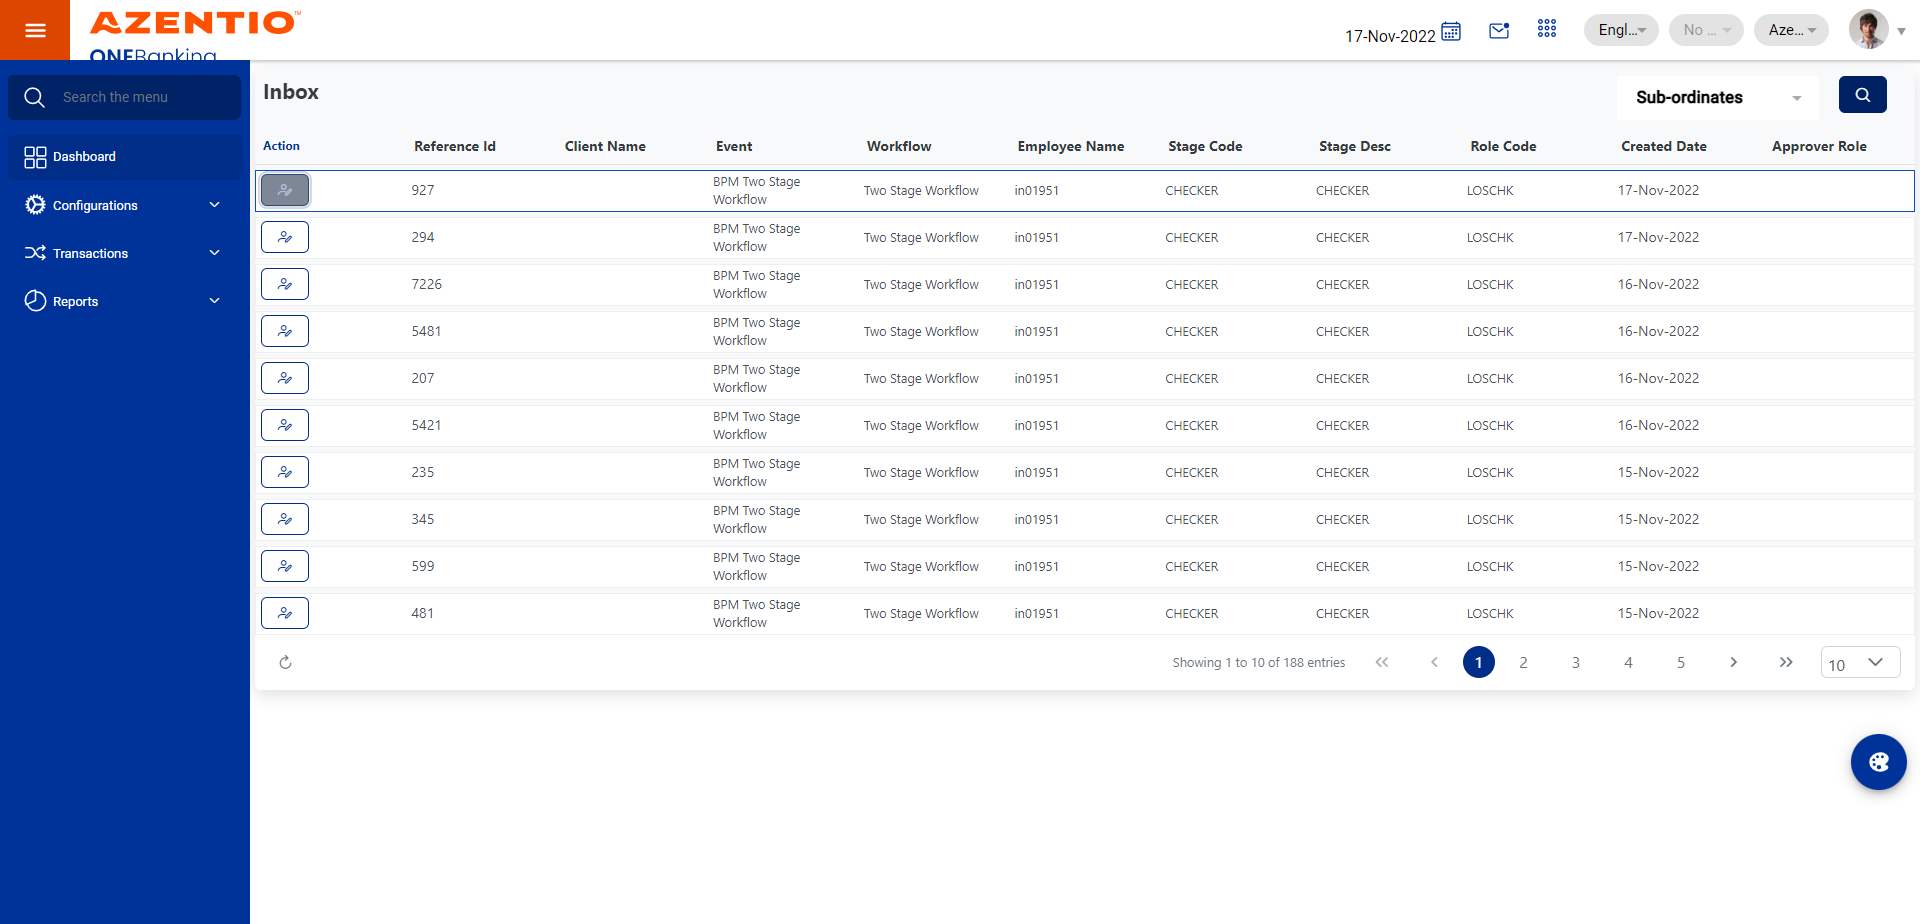 AZENTIO™
ONEBanking
17-Nov-2022
Engl...
No ...
Aze...
Search the menu
Dashboard
Configurations
Transactions
Reports
Inbox
Sub-ordinates
Action Reference Id Client Name Event Workflow Employee Name Stage Code Stage Desc Role Code Created Date Approver Role
927 BPM Two Stage Workflow Two Stage Workflow in01951 CHECKER CHECKER LOSCHK 17-Nov-2022
294 BPM Two Stage Workflow Two Stage Workflow in01951 CHECKER CHECKER LOSCHK 17-Nov-2022
7226 BPM Two Stage Workflow Two Stage Workflow in01951 CHECKER CHECKER LOSCHK 16-Nov-2022
5481 BPM Two Stage Workflow Two Stage Workflow in01951 CHECKER CHECKER LOSCHK 16-Nov-2022
207 BPM Two Stage Workflow Two Stage Workflow in01951 CHECKER CHECKER LOSCHK 16-Nov-2022
5421 BPM Two Stage Workflow Two Stage Workflow in01951 CHECKER CHECKER LOSCHK 16-Nov-2022
235 BPM Two Stage Workflow Two Stage Workflow in01951 CHECKER CHECKER LOSCHK 15-Nov-2022
345 BPM Two Stage Workflow Two Stage Workflow in01951 CHECKER CHECKER LOSCHK 15-Nov-2022
599 BPM Two Stage Workflow Two Stage Workflow in01951 CHECKER CHECKER LOSCHK 15-Nov-2022
481 BPM Two Stage Workflow Two Stage Workflow in01951 CHECKER CHECKER LOSCHK 15-Nov-2022
Showing 1 to 10 of 188 entries 1 2 3 4 5 10